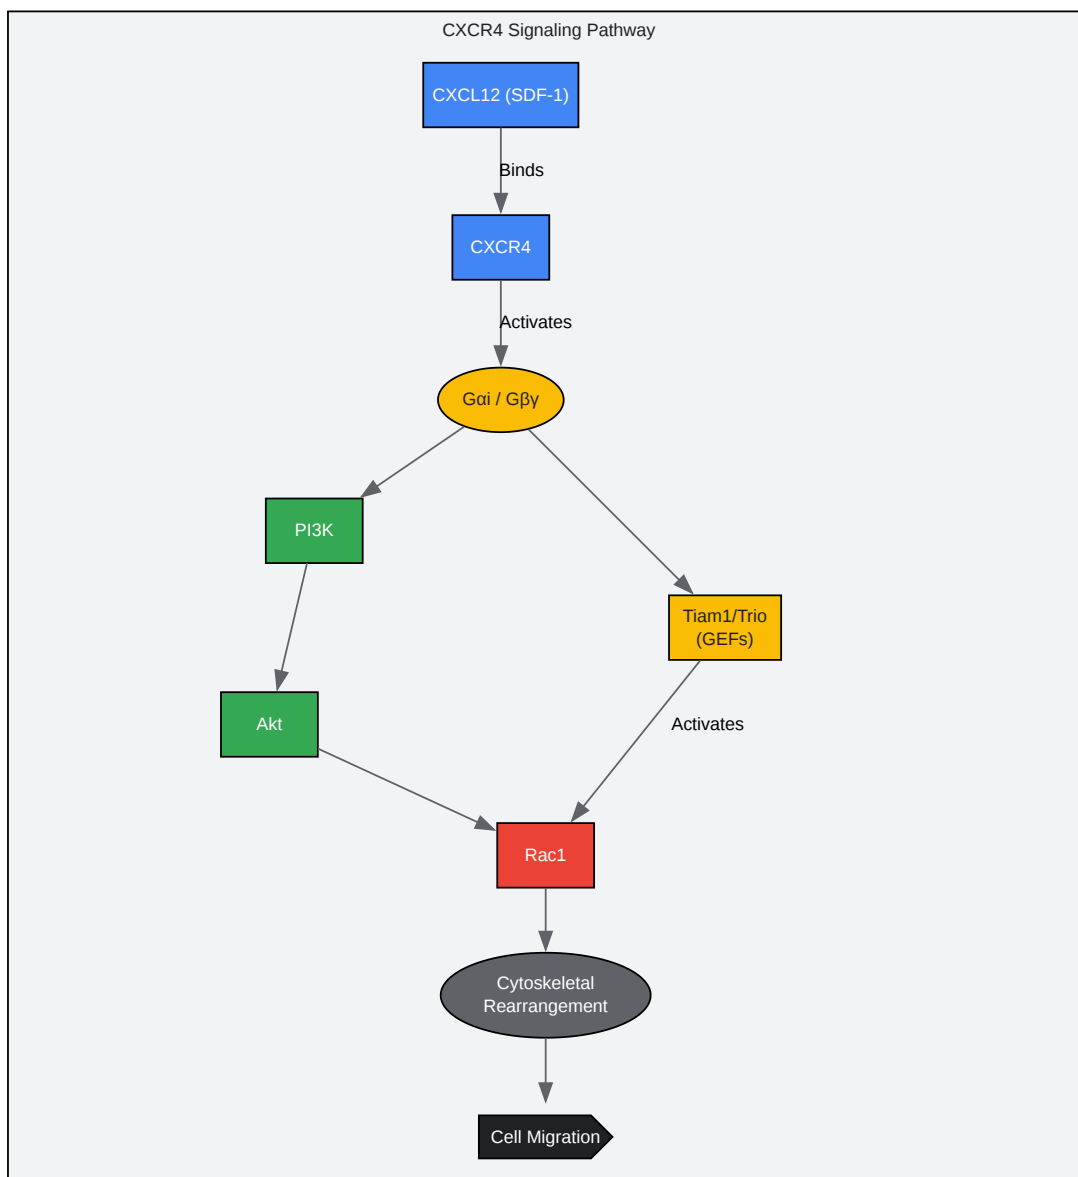 CXCR4 Signaling Pathway
CXCL12 (SDF-1)
Binds
CXCR4
Activates
Gαi / Gβγ
PI3K
Tiam1/Trio
(GEFs)
Akt
Activates
Rac1
Cytoskeletal
Rearrangement
Cell Migration